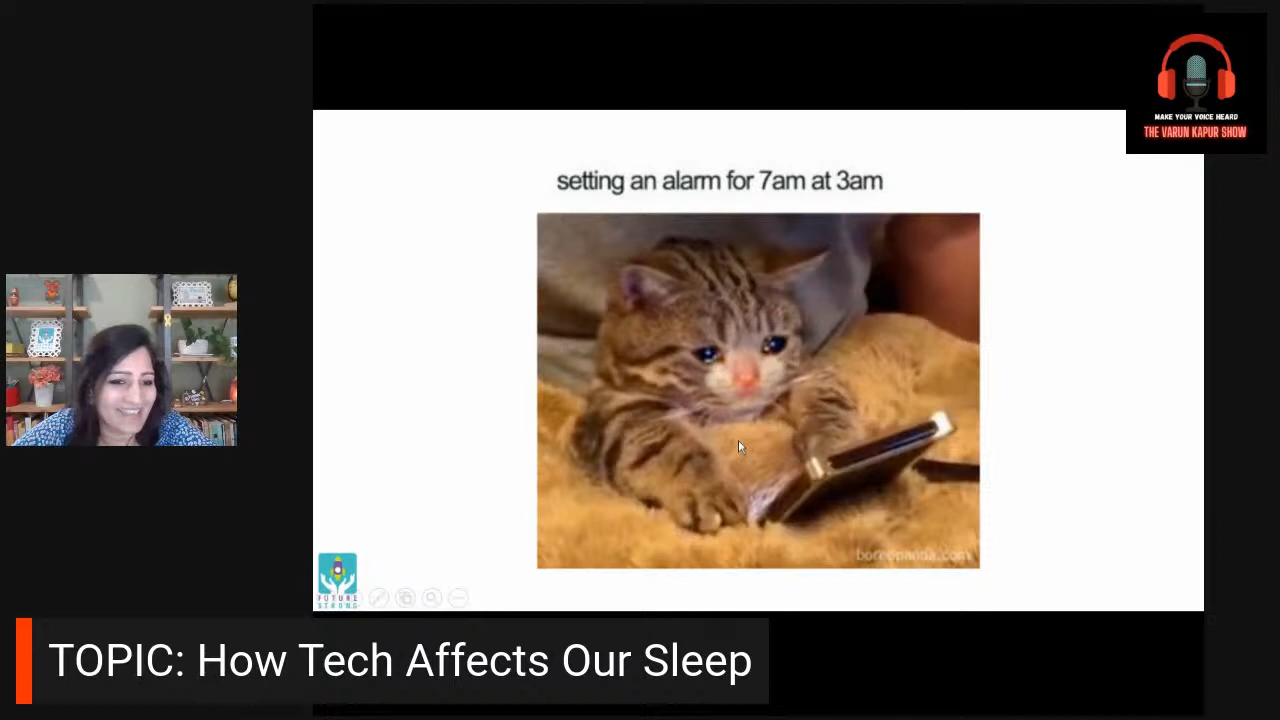 MAKE YOUR VOICE HEARD
THE VARUN KAPUR SHOW
setting an alarm for 7am at 3am
boredpanda.com
FUTURE
STRONG
TOPIC: How Tech Affects Our Sleep